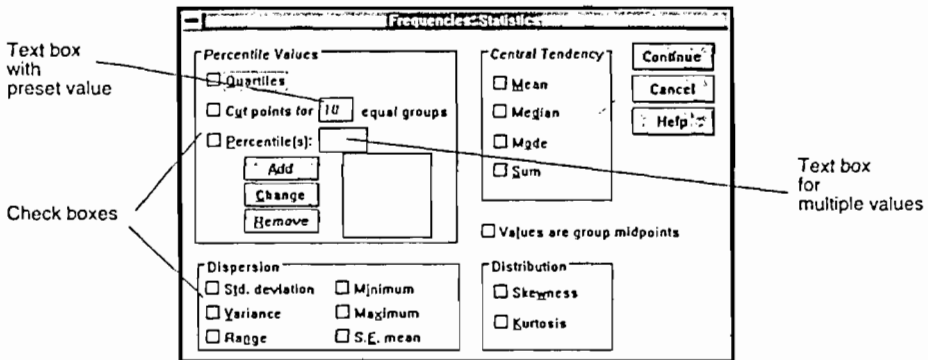 Frequencies: Statistics
Text box
with
preset value
Percentile Values
Quartiles
Cut points for 10 equal groups
Percentile(s):
Add
Change
Remove
Central Tendency
Mean
Median
Mode
Sum
Continue
Cancel
Help
Text box
for
multiple values
Check boxes
Values are group midpoints
Dispersion
Std. deviation
Minimum
Variance
Maximum
Range
S.E. mean
Distribution
Skewness
Kurtosis